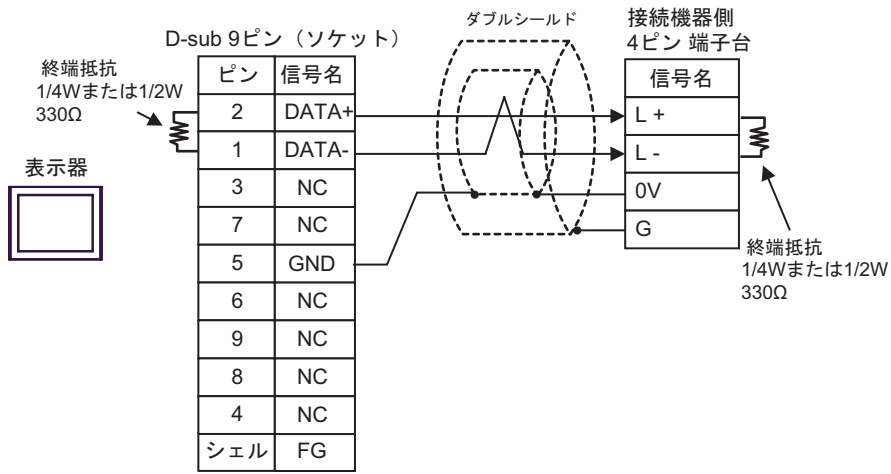 ダブルシールド
接続機器側
4ピン 端子台
D-sub 9ピン（ソケット）
終端抵抗
1/4Wまたは1/2W
330Ω
表示器
ピン 信号名
2 DATA+
1 DATA-
3 NC
7 NC
5 GND
6 NC
9 NC
8 NC
4 NC
シェル FG
信号名
L +
L -
0V
G
終端抵抗
1/4Wまたは1/2W
330Ω